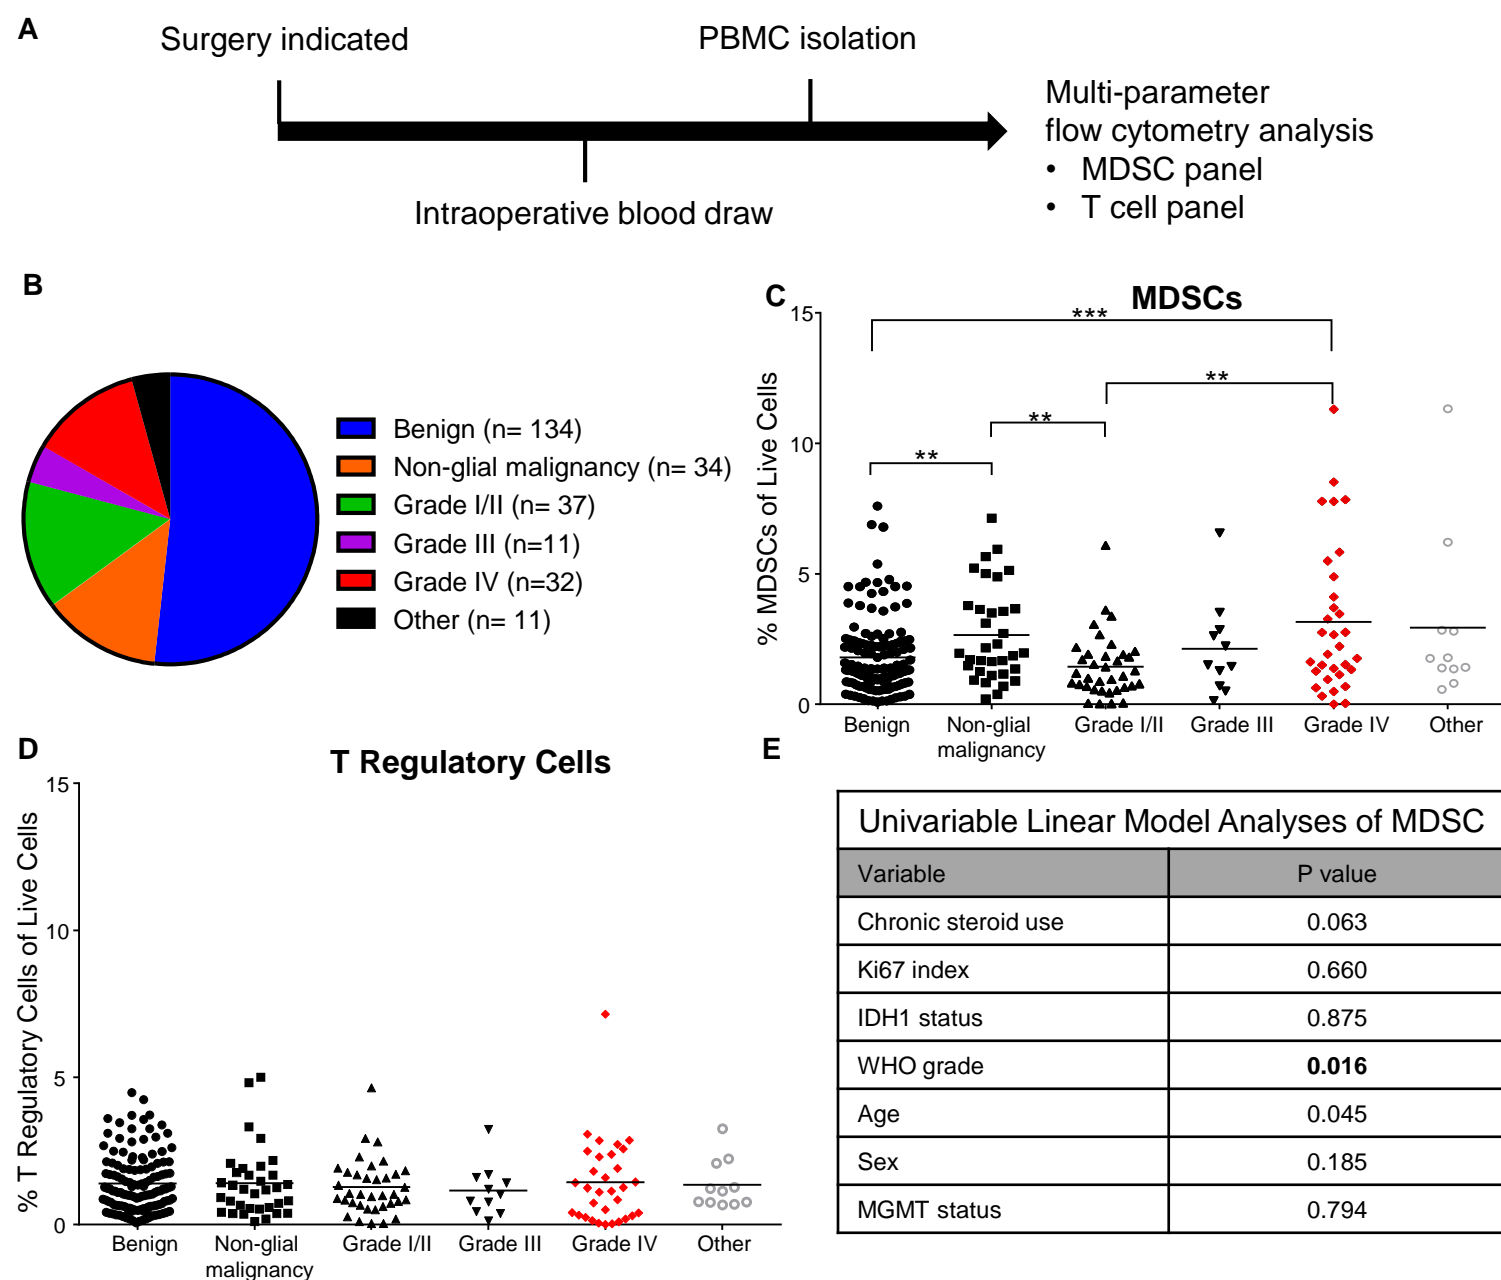 A
Surgery indicated
PBMC isolation
Intraoperative blood draw
Multi-parameter
flow cytometry analysis
• MDSC panel
• T cell panel
B
Benign (n= 134)
Non-glial malignancy (n= 34)
Grade I/II (n= 37)
Grade III (n=11)
Grade IV (n=32)
Other (n= 11)
C
MDSCs
% MDSCs of Live Cells
15
10
5
0
***
**
**
**
Benign
Non-glial
malignancy
Grade I/II
Grade III
Grade IV
Other
D
T Regulatory Cells
% T Regulatory Cells of Live Cells
15
10
5
0
Benign
Non-glial
malignancy
Grade I/II
Grade III
Grade IV
Other
E
Univariable Linear Model Analyses of MDSC
Variable P value
Chronic steroid use 0.063
Ki67 index 0.660
IDH1 status 0.875
WHO grade 0.016
Age 0.045
Sex 0.185
MGMT status 0.794